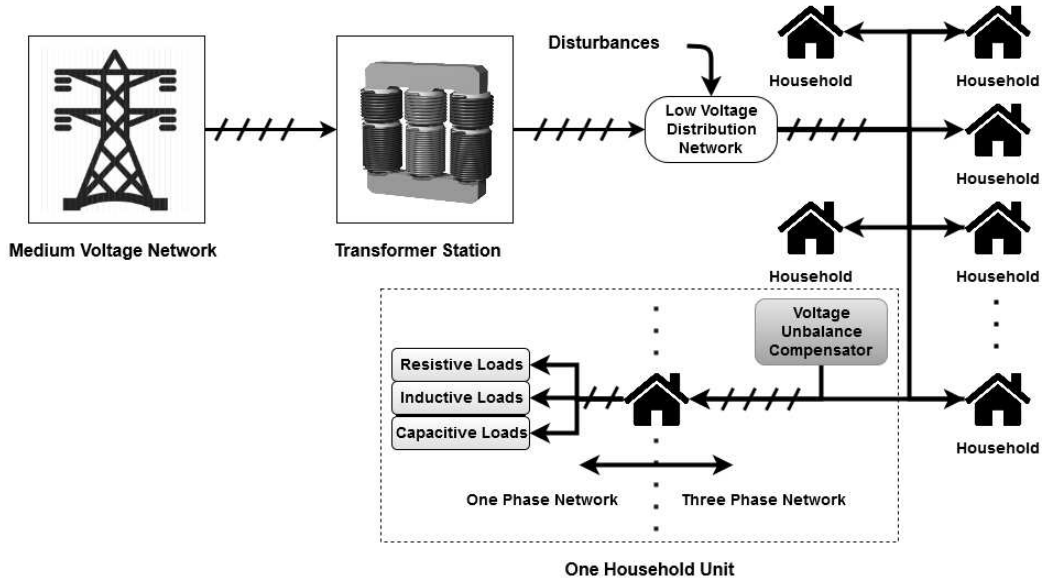 Disturbances
Household
Household
Low Voltage
Distribution
Network
Household
Medium Voltage Network
Transformer Station
Household
Household
Voltage
Unbalance
Compensator
Resistive Loads
Inductive Loads
Capacitive Loads
Household
One Phase Network
Three Phase Network
One Household Unit